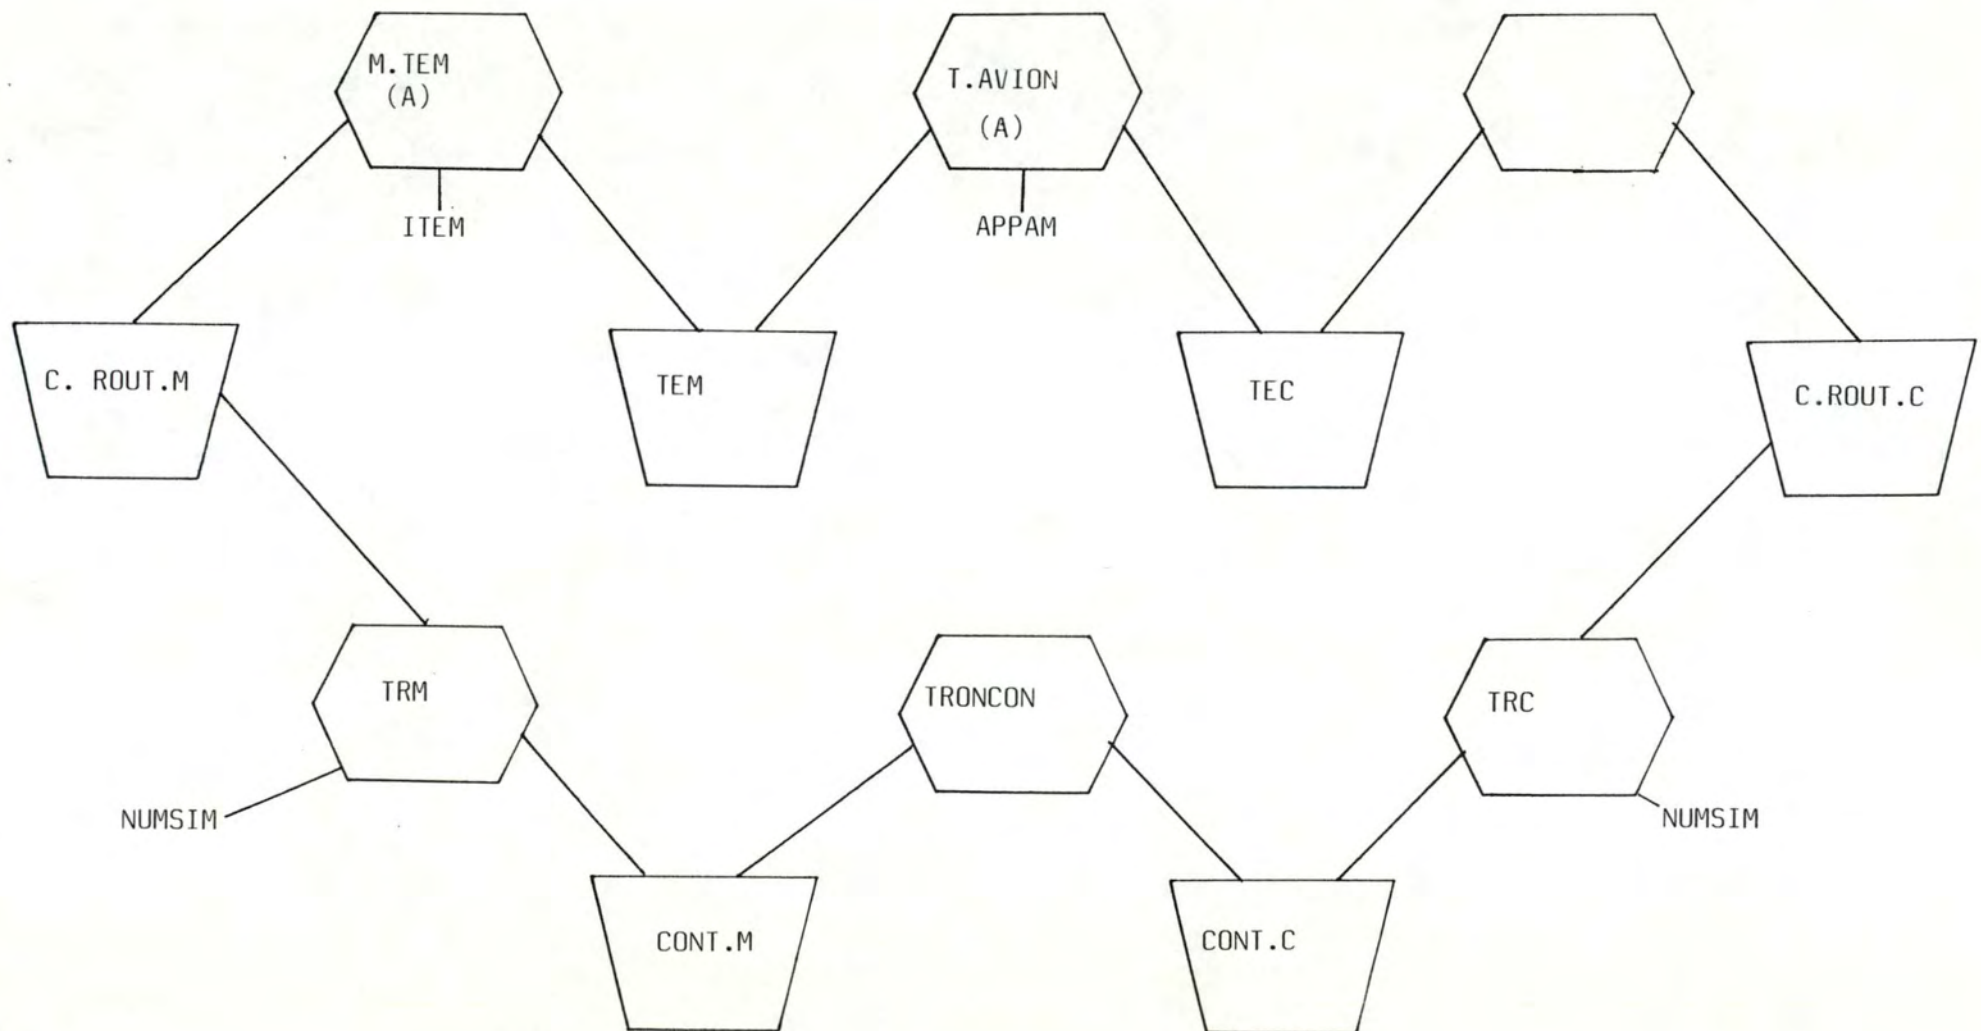 M.TEM
(A)
T.AVION
(A)
ITEM
APPAM
C. ROUT.M
TEM
TEC
C.ROUT.C
TRM
TRONCON
TRC
NUMSIM
NUMSIM
CONT.M
CONT.C